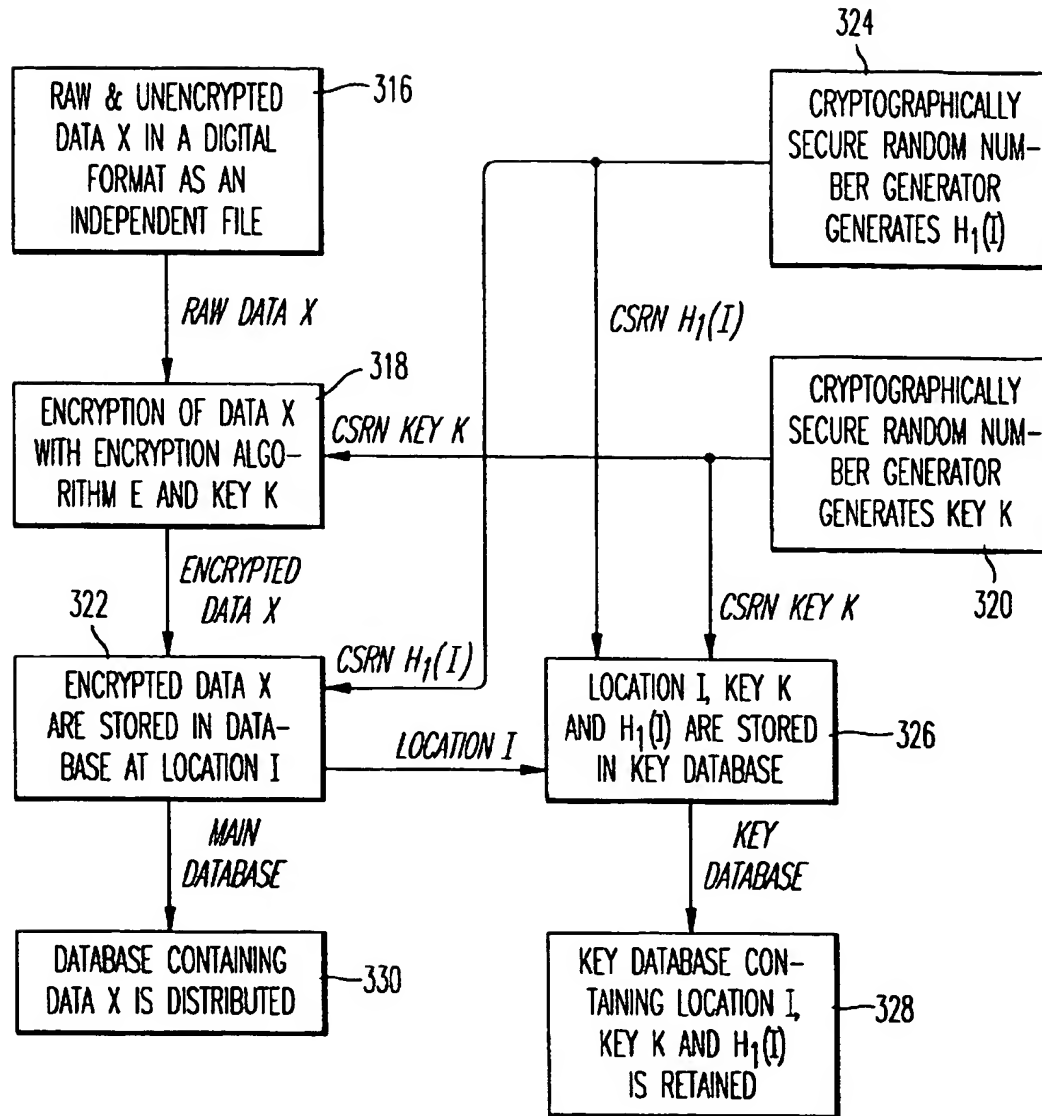 324
316
RAW & UNENCRYPTED
DATA X IN A DIGITAL
FORMAT AS AN
INDEPENDENT FILE
CRYPTOGRAPHICALLY
SECURE RANDOM NUM-
BER GENERATOR
GENERATES H₁(I)
RAW DATA X
CSRN H₁(I)
318
ENCRYPTION OF DATA X
WITH ENCRYPTION ALGO-
RITHM E AND KEY K
CSRN KEY K
CRYPTOGRAPHICALLY
SECURE RANDOM NUM-
BER GENERATOR
GENERATES KEY K
320
ENCRYPTED
DATA X
CSRN KEY K
322
CSRN H₁(I)
ENCRYPTED DATA X
ARE STORED IN DATA-
BASE AT LOCATION I
LOCATION I
LOCATION I, KEY K
AND H₁(I) ARE STORED
IN KEY DATABASE
326
MAIN
DATABASE
KEY
DATABASE
DATABASE CONTAINING
DATA X IS DISTRIBUTED
330
KEY DATABASE CON-
TAINING LOCATION I,
KEY K AND H₁(I)
IS RETAINED
328